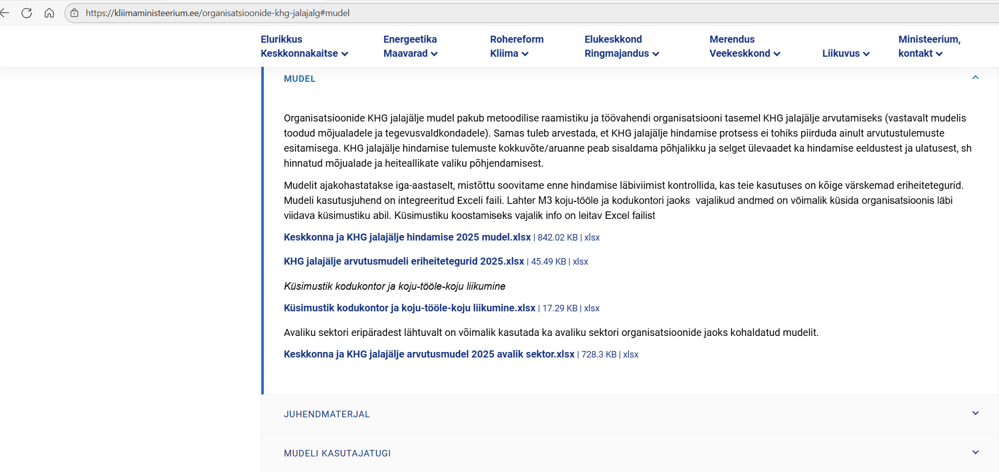 https://kliimaministeerium.ee/organisatsioonide-khg-jalajalg#mudel
Elurikkus
Keskkonnakaitse
Energeetika
Maavarad
Rohereform
Kliima
Elukeskkond
Ringmajandus
Merendus
Veekeskkond
Liikuvus
Ministeerium,
kontakt
MUDEL
Organisatsioonide KHG jalajälje mudel pakub metoodilise raamistiku ja töövahendi organisatsiooni tasemel KHG jalajälje arvutamiseks (vastavalt mudelis
toodud mõjualadele ja tegevusvaldkondadele). Samas tuleb arvestada, et KHG jalajälje hindamise protsess ei tohiks piirduda ainult arvutustulemuste
esitamisega. KHG jalajälje hindamise tulemuste kokkuvõte/aruanne peab sisaldama põhjalikku ja selget ülevaadet ka hindamise eeldustest ja ulatusest, sh
hinnatud mõjualade ja heiteallikate valiku põhjendamisest.
Mudelit ajakohastatakse iga-aastaselt, mistõttu soovitame enne hindamise läbiviimist kontrollida, kas teie kasutuses on kõige värskemad eriheitetegurid.
Mudeli kasutusjuhend on integreeritud Exceli faili. Lahter M3 koju-tööle ja kodukontori jaoks  vajalikud andmed on võimalik küsida organisatsioonis läbi
viidava küsimustiku abil. Küsimustiku koostamiseks vajalik info on leitav Excel failist
Keskkonna ja KHG jalajälje hindamise 2025 mudel.xlsx | 842.02 KB | xlsx
KHG jalajälje arvutusmudeli eriheitetegurid 2025.xlsx | 45.49 KB | xlsx
Küsimustik kodukontor ja koju-tööle-koju liikumine
Küsimustik kodukontor ja koju-tööle-koju liikumine.xlsx | 17.29 KB | xlsx
Avaliku sektori eripäradest lähtuvalt on võimalik kasutada ka avaliku sektori organisatsioonide jaoks kohaldatud mudelit.
Keskkonna ja KHG jalajälje arvutusmudel 2025 avalik sektor.xlsx | 728.3 KB | xlsx
JUHENDMATERJAL
MUDELI KASUTAJATUGI